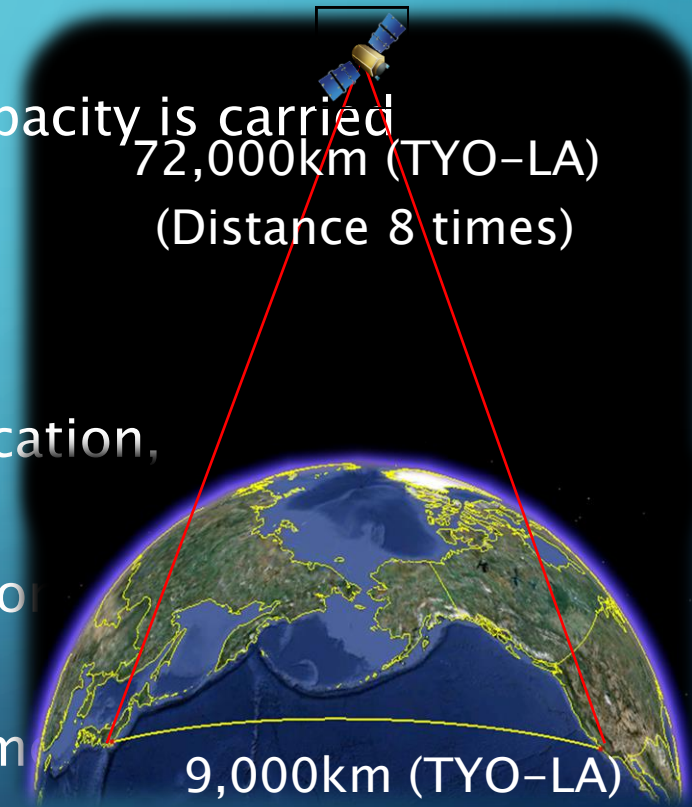 pacity is carried
72,000km (TYO-LA)
(Distance 8 times)
cation,
9,000km (TYO-LA)